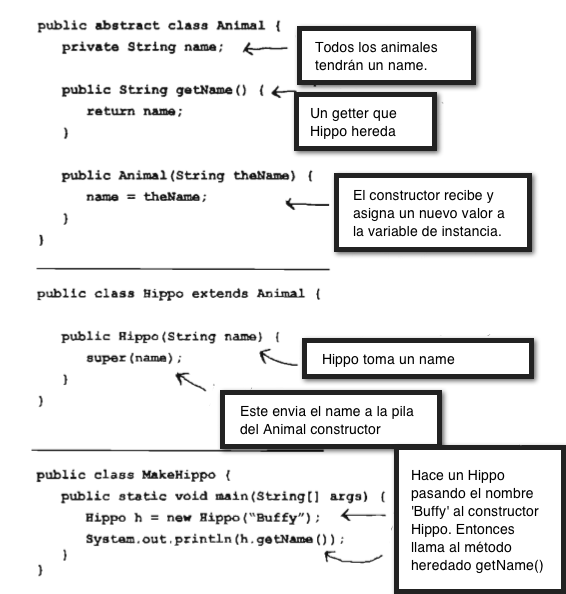 public abstract class Animal {
private String name;
Todos los animales
tendrán un name.
public String getName() {
return name;
}
Un getter que
Hippo hereda
public Animal(String theName) {
name = theName;
}
}
El constructor recibe y
asigna un nuevo valor a
la variable de instancia.
public class Hippo extends Animal {
public Hippo(String name) {
super(name);
}
}
Hippo toma un name
Este envia el name a la pila
del Animal constructor
public class MakeHippo {
public static void main(String[] args) {
Hippo h = new Hippo("Buffy");
System.out.println(h.getName());
}
}
Hace un Hippo
pasando el nombre
'Buffy' al constructor
Hippo. Entonces
llama al método
heredado getName()